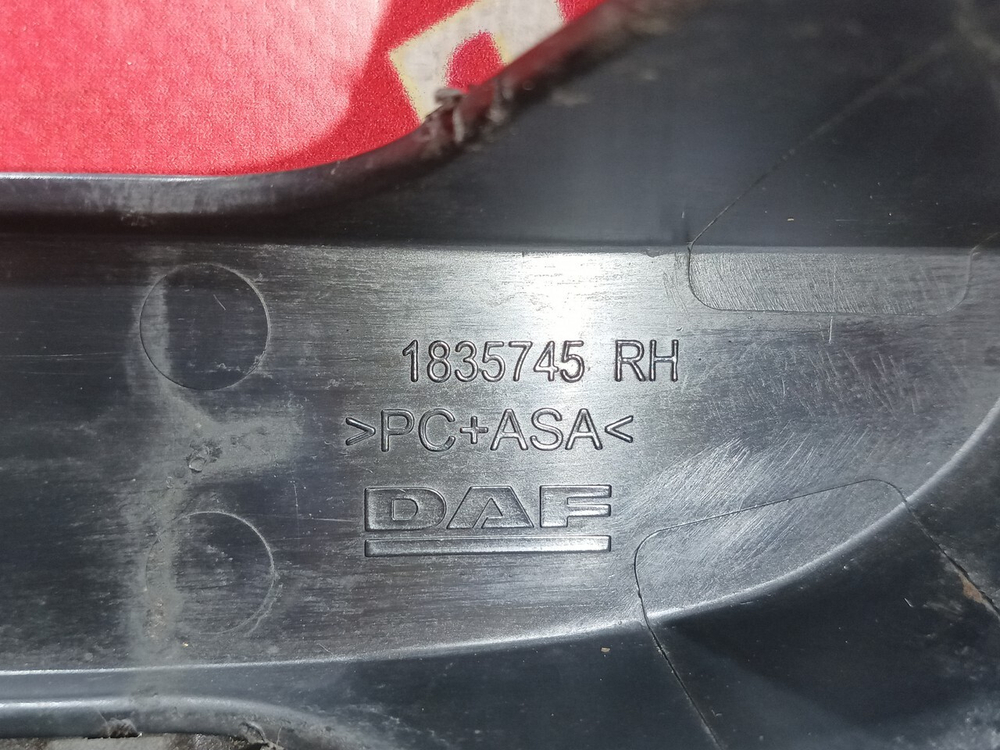 1835745 RH
>PC+ASA<
DAF